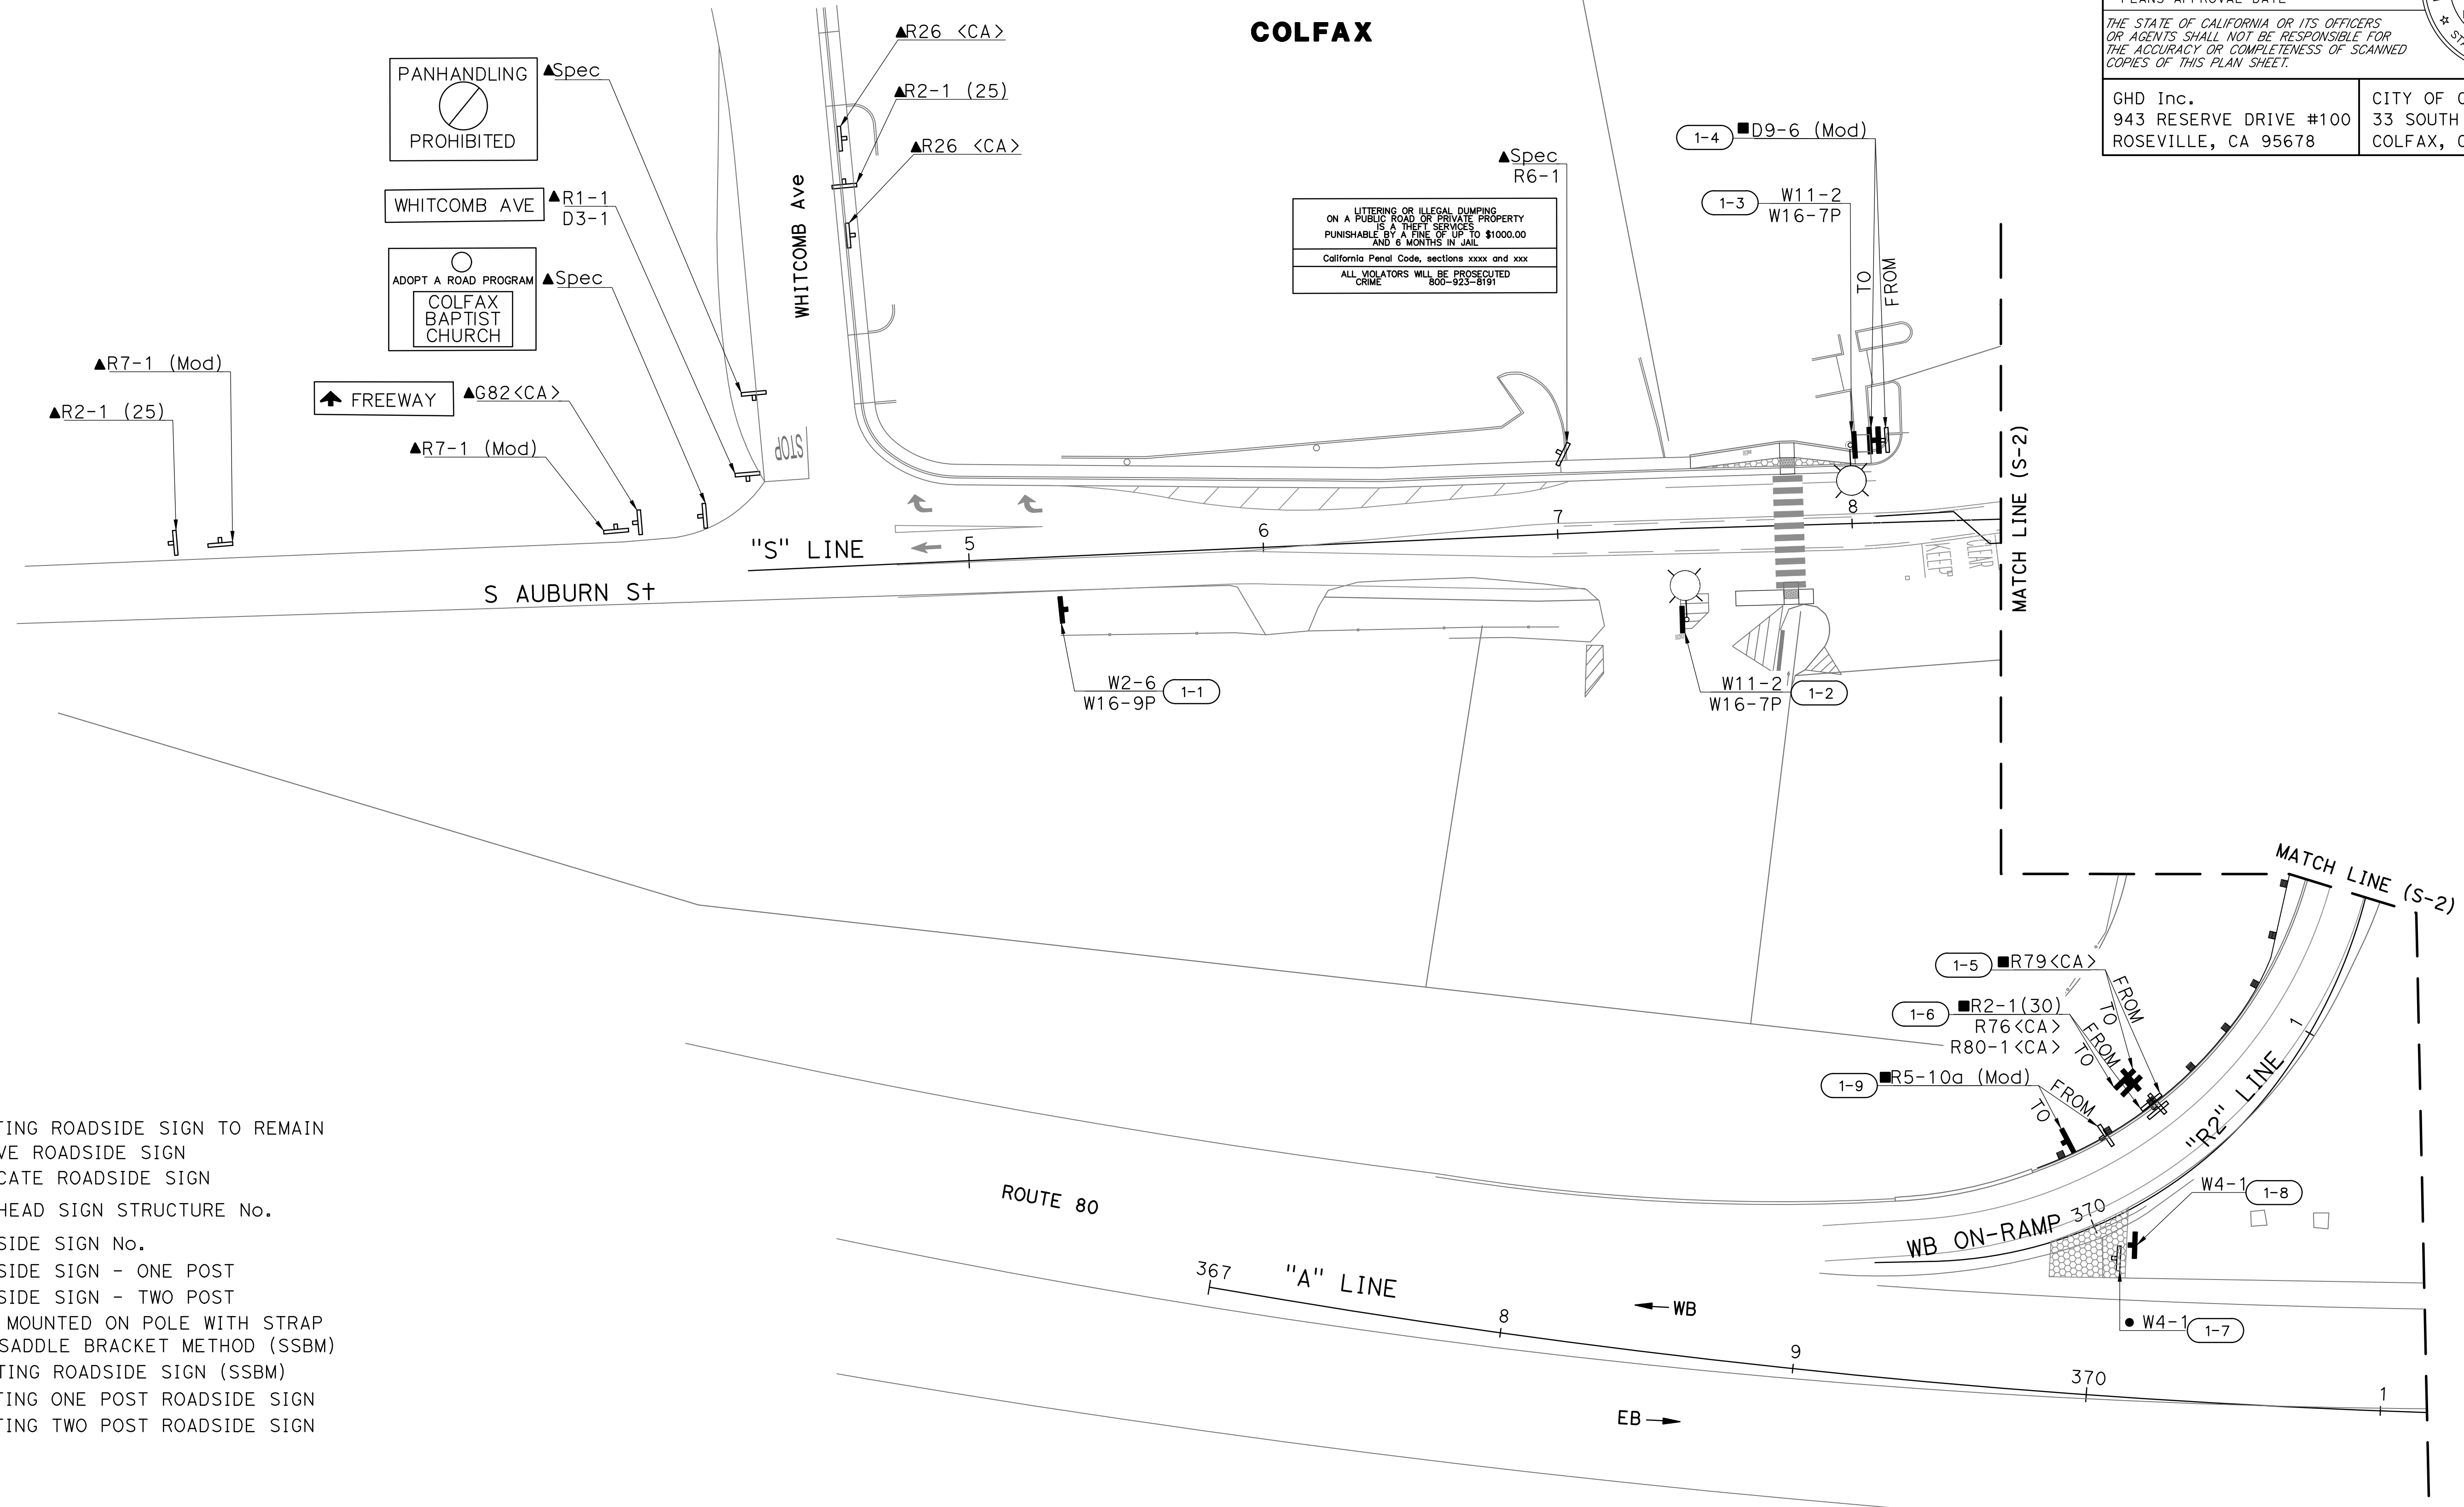 COLFAX
PLANS APPROVAL DATE
THE STATE OF CALIFORNIA OR ITS OFFICERS
OR AGENTS SHALL NOT BE RESPONSIBLE FOR
THE ACCURACY OR COMPLETENESS OF SCANNED
COPIES OF THIS PLAN SHEET.
GHD Inc.
943 RESERVE DRIVE #100
ROSEVILLE, CA 95678
CITY OF
33 SOUTH
COLFAX,
PANHANDLING
PROHIBITED
▲Spec
WHITCOMB AVE
▲R1-1
D3-1
ADOPT A ROAD PROGRAM
COLFAX
BAPTIST
CHURCH
▲Spec
▲R7-1 (Mod)
▲R2-1 (25)
FREEWAY
▲G82<CA>
▲R7-1 (Mod)
▲R26 <CA>
▲R2-1 (25)
▲R26 <CA>
WHITCOMB Ave
STOP
▲Spec
R6-1
LITTERING OR ILLEGAL DUMPING
ON A PUBLIC ROAD OR PRIVATE PROPERTY
IS A THEFT SERVICES
PUNISHABLE BY A FINE OF UP TO $1000.00
AND 6 MONTHS IN JAIL
California Penal Code, sections xxxx and xxx
ALL VIOLATORS WILL BE PROSECUTED
CRIME 800-923-8191
1-4 ■D9-6 (Mod)
1-3 W11-2
W16-7P
TO
FROM
MATCH LINE (S-2)
"S" LINE
5
6
7
8
S AUBURN St
KEEP
CLEAR
W2-6
W16-9P
1-1
W11-2
W16-7P
1-2
MATCH LINE (S-2)
1-5 ■R79<CA>
FROM
TO
1-6 ■R2-1(30)
R76<CA>
R80-1<CA>
FROM
TO
1-9 ■R5-10a (Mod)
FROM
TO
1
"R2" LINE
WB ON-RAMP
370
W4-1 1-8
● W4-1 1-7
ROUTE 80
367
"A" LINE
8
9
370
1
WB
EB
TING ROADSIDE SIGN TO REMAIN
VE ROADSIDE SIGN
CATE ROADSIDE SIGN
HEAD SIGN STRUCTURE No.
SIDE SIGN No.
SIDE SIGN - ONE POST
SIDE SIGN - TWO POST
MOUNTED ON POLE WITH STRAP
SADDLE BRACKET METHOD (SSBM)
TING ROADSIDE SIGN (SSBM)
TING ONE POST ROADSIDE SIGN
TING TWO POST ROADSIDE SIGN